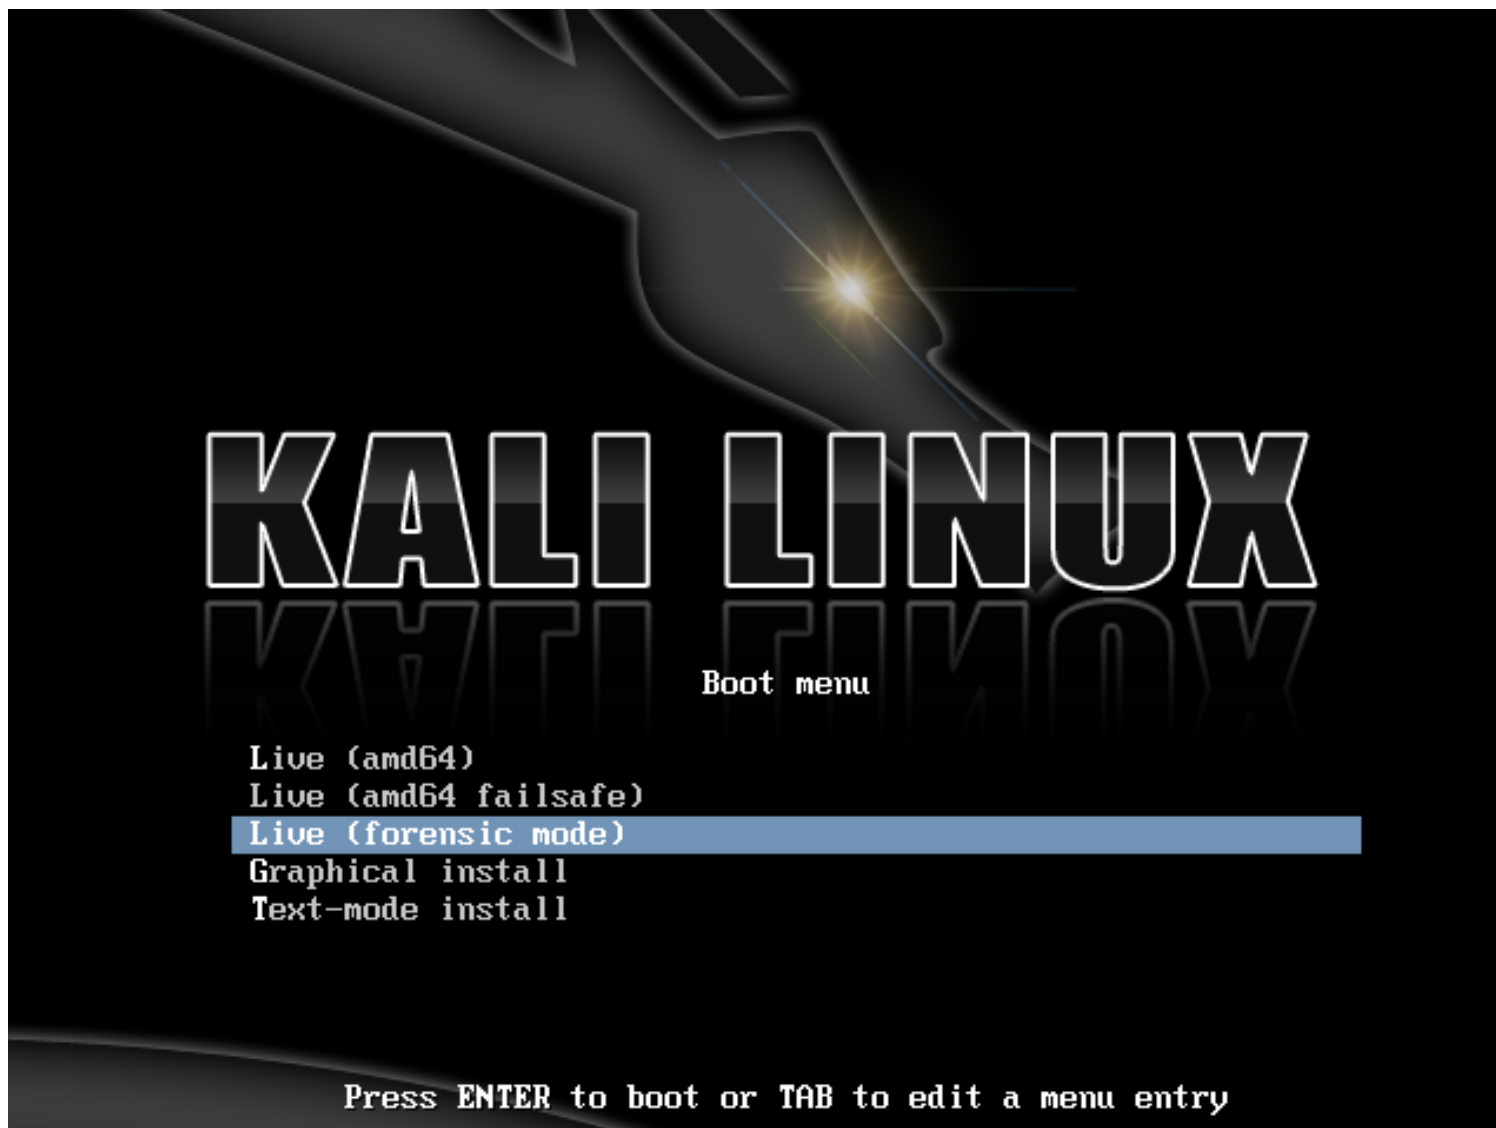 KALI LINUX
Boot menu
Live (amd64)
Live (amd64 failsafe)
Live (forensic mode)
Graphical install
Text-mode install
Press ENTER to boot or TAB to edit a menu entry